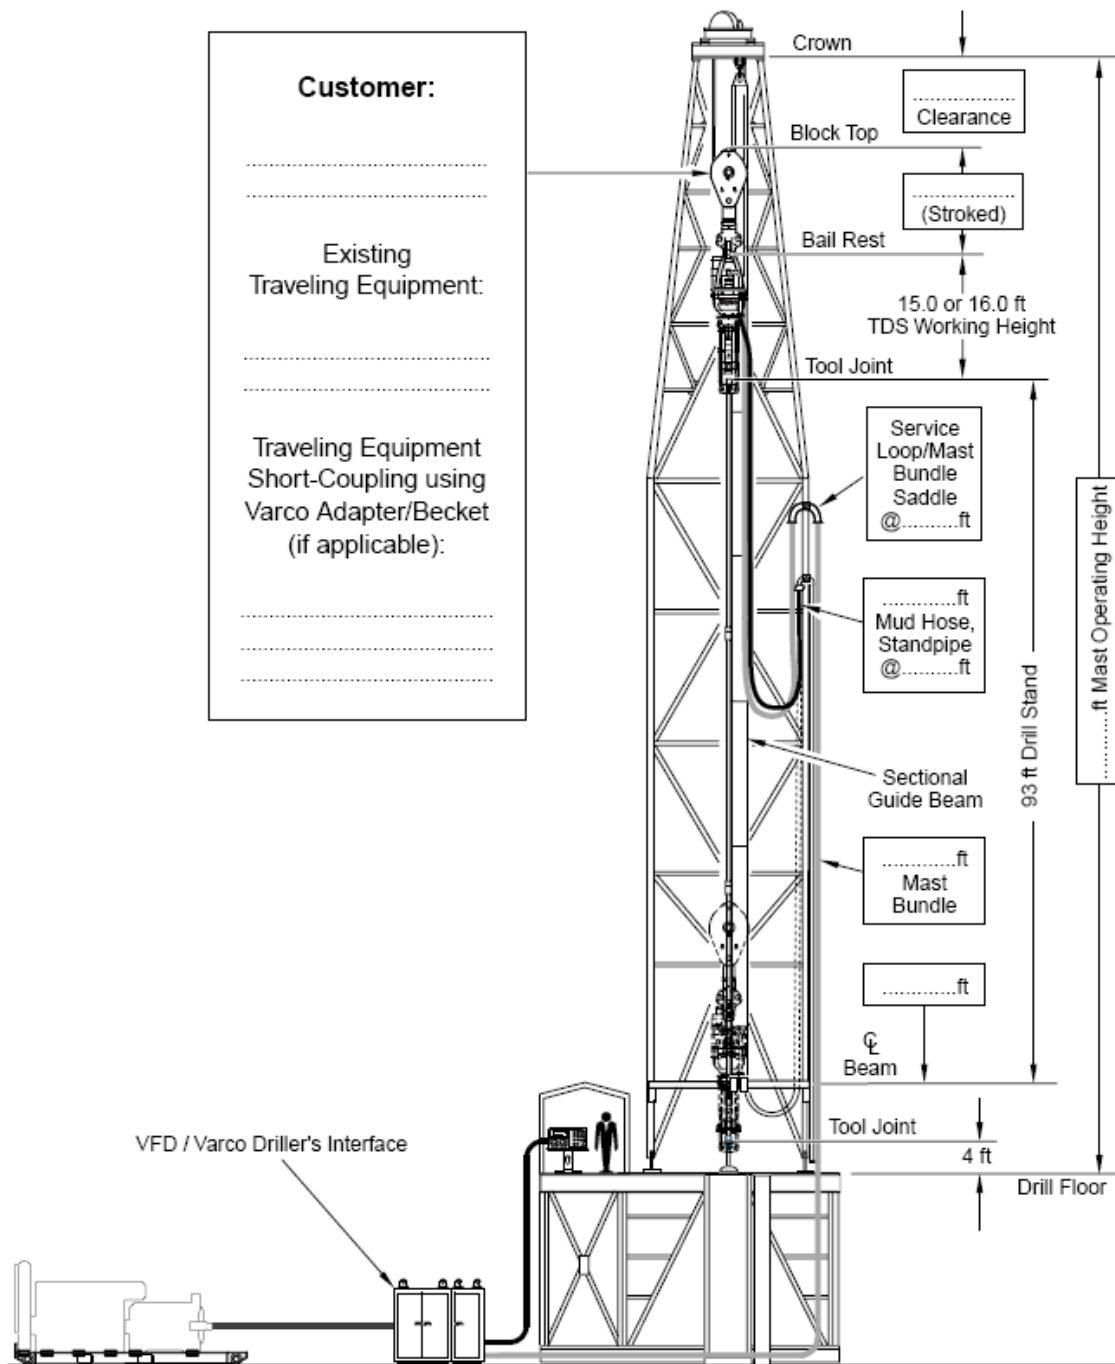 Customer:
..............................................
..............................................
Existing
Traveling Equipment:
..............................................
..............................................
Traveling Equipment
Short-Coupling using
Varco Adapter/Becket
(if applicable):
..............................................
..............................................
..............................................
Crown
...................
Clearance
Block Top
...................
(Stroked)
Bail Rest
15.0 or 16.0 ft
TDS Working Height
Tool Joint
Service
Loop/Mast
Bundle
Saddle
@...........ft
.............ft
Mud Hose,
Standpipe
@...........ft
93 ft Drill Stand
...........ft Mast Operating Height
Sectional
Guide Beam
.............ft
Mast
Bundle
.............ft
℄
Beam
Tool Joint
4 ft
Drill Floor
VFD / Varco Driller's Interface